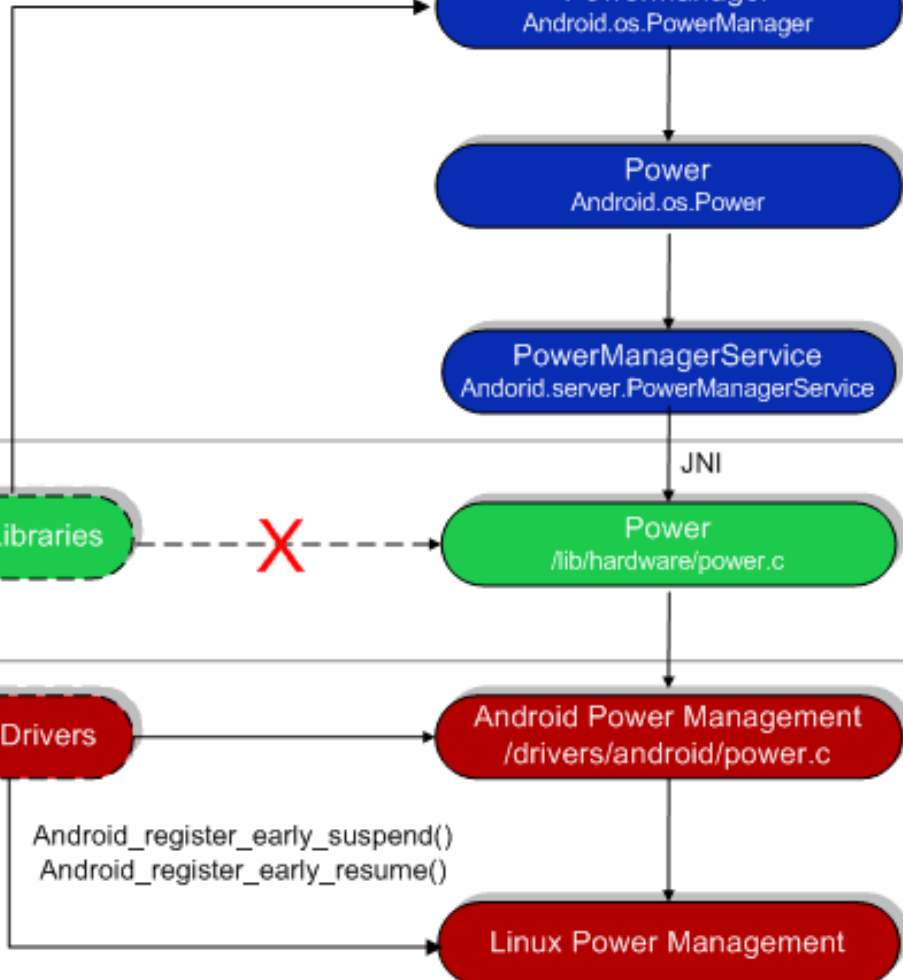 Android.os.PowerManager
Power
Android.os.Power
PowerManagerService
Andorid.server.PowerManagerService
JNI
ibraries
Power
/lib/hardware/power.c
Drivers
Android Power Management
/drivers/android/power.c
Android_register_early_suspend()
Android_register_early_resume()
Linux Power Management